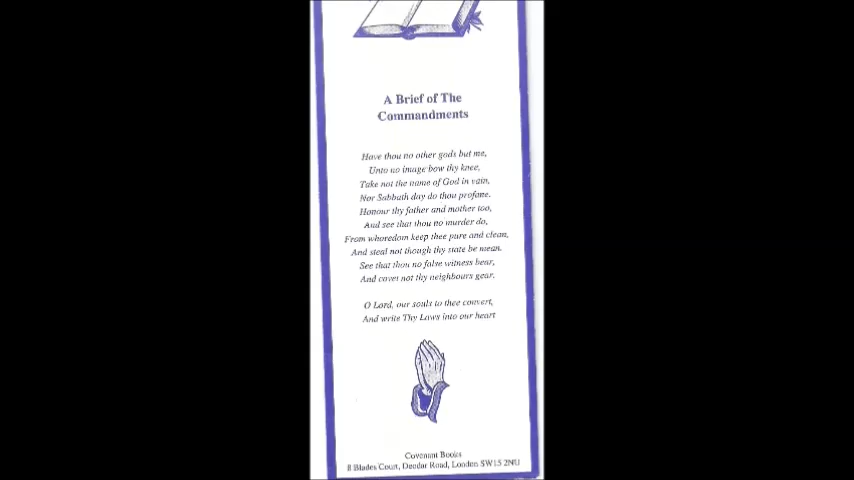 A Brief of The
Commandments
Have thou no other gods but me,
Unto no image bow thy knee,
Take not the name of God in vain,
Nor Sabbath day do thou profane.
Honour thy father and mother too,
And see that thou no murder do,
From whoredom keep thee pure and clean,
And steal not though thy state be mean.
See that thou no false witness bear,
And covet not thy neighbours gear.
O Lord, our souls to thee convert,
And write Thy Laws into our heart
Covenant Books
8 Blades Court, Deodar Road, London SW15 2NU